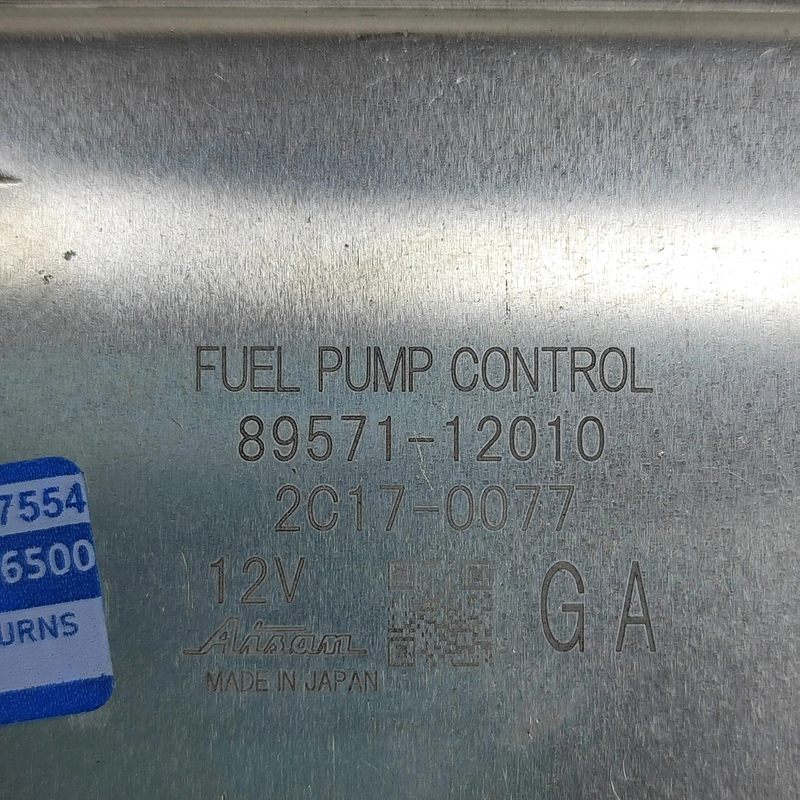 FUEL PUMP CONTROL
89571-12010
2C17-0077
12V
GA
Aisan
MADE IN JAPAN
7554
6500
URNS